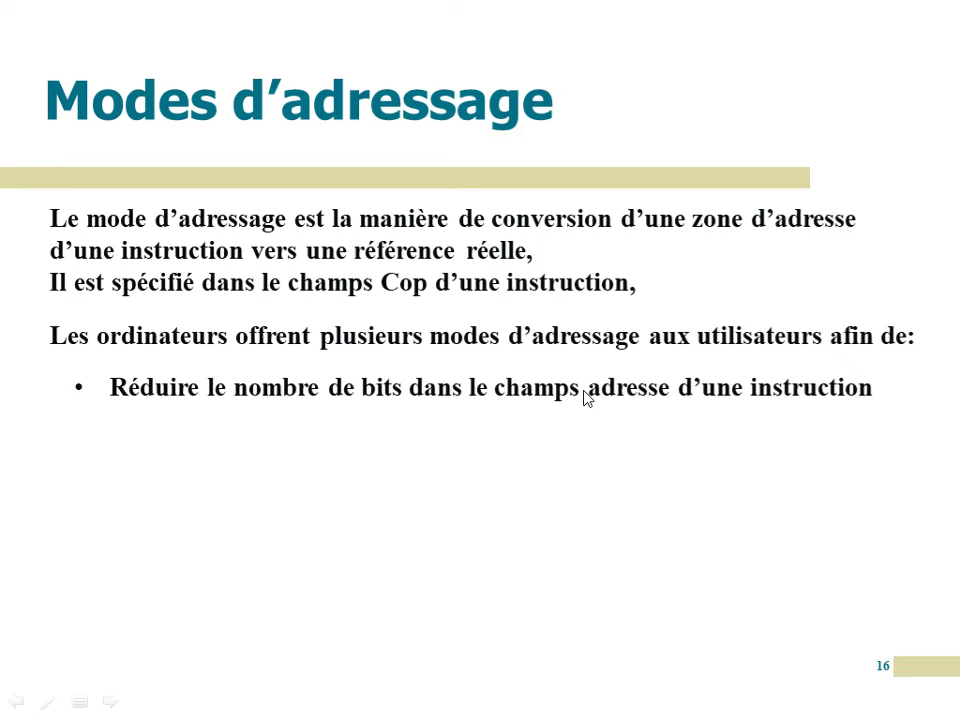 Modes d’adressage
Le mode d’adressage est la manière de conversion d’une zone d’adresse
d’une instruction vers une référence réelle,
Il est spécifié dans le champs Cop d’une instruction,
Les ordinateurs offrent plusieurs modes d’adressage aux utilisateurs afin de:
• Réduire le nombre de bits dans le champs adresse d’une instruction
16